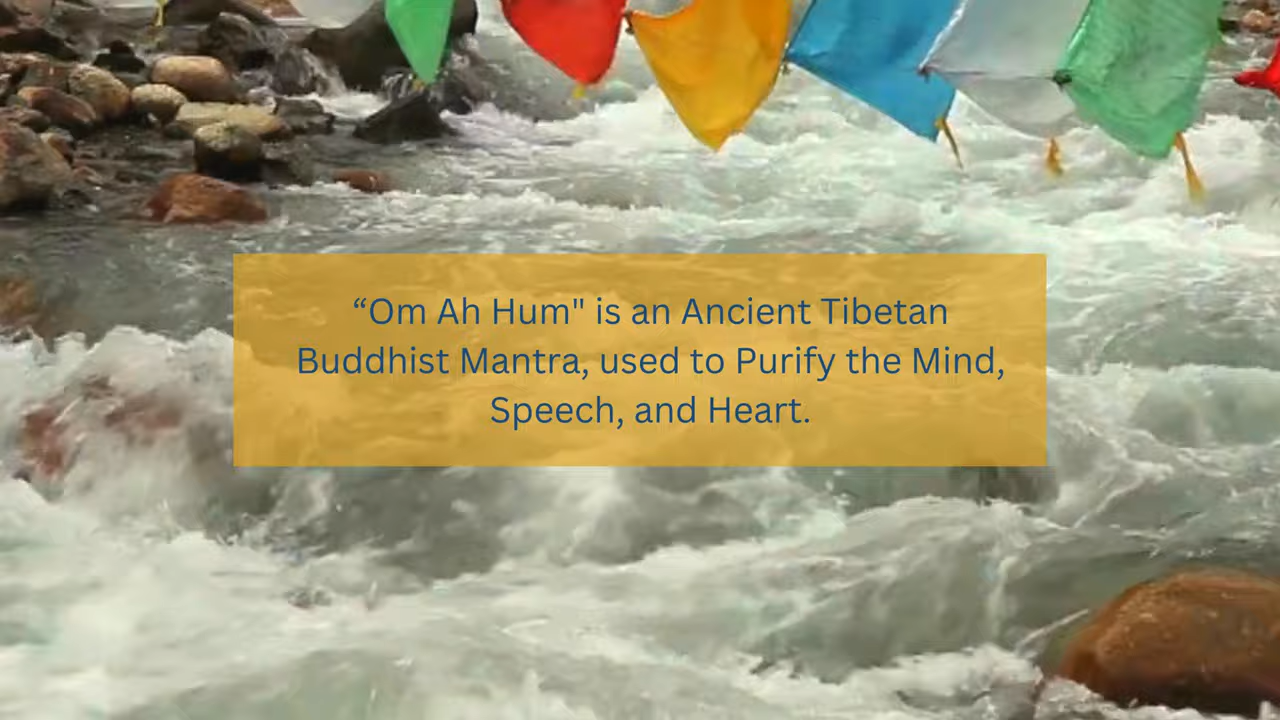 “Om Ah Hum" is an Ancient Tibetan
Buddhist Mantra, used to Purify the Mind,
Speech, and Heart.